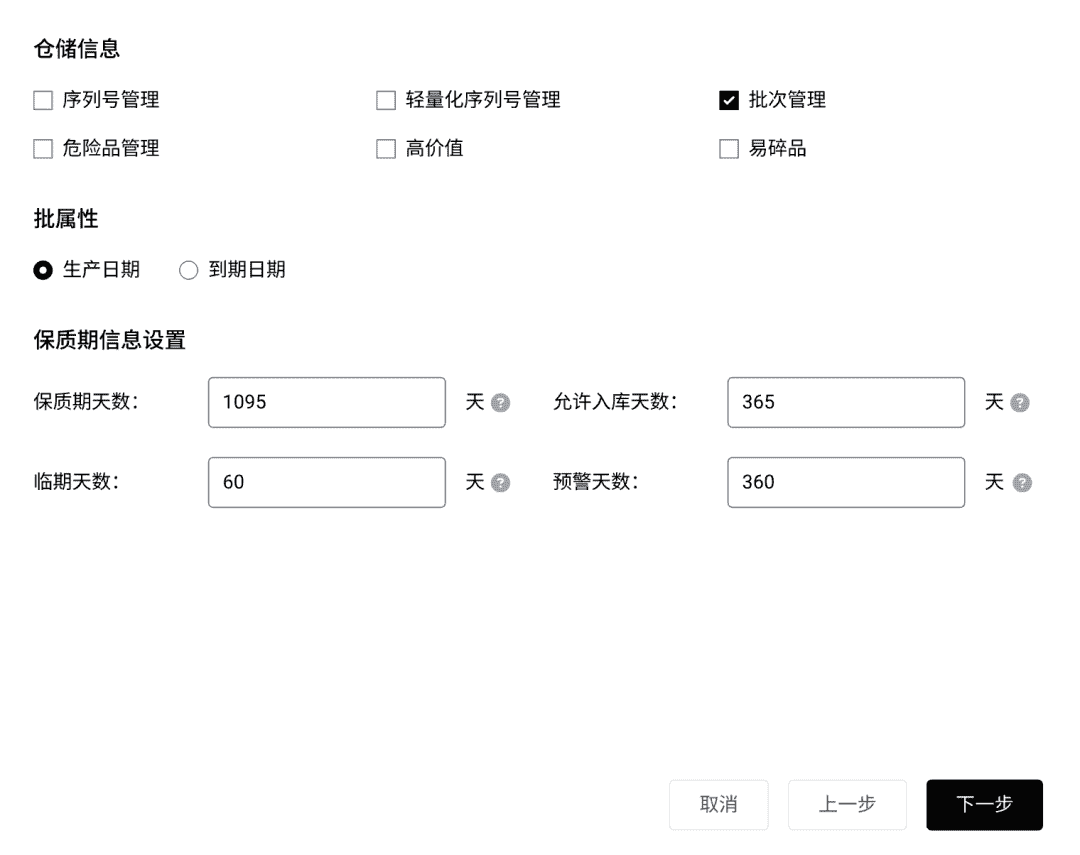 仓储信息
序列号管理 轻量化序列号管理 批次管理
危险品管理 高价值 易碎品
批属性
生产日期 到期日期
保质期信息设置
保质期天数： 1095 天 ? 允许入库天数： 365 天 ?
临期天数： 60 天 ? 预警天数： 360 天 ?
取消 上一步 下一步